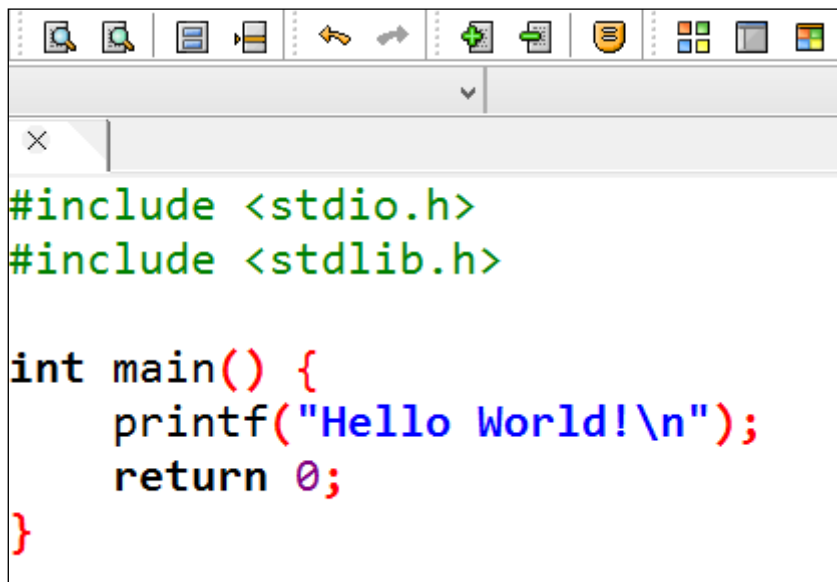 #include <stdio.h>
#include <stdlib.h>
int main() {
    printf("Hello World!\n");
    return 0;
}